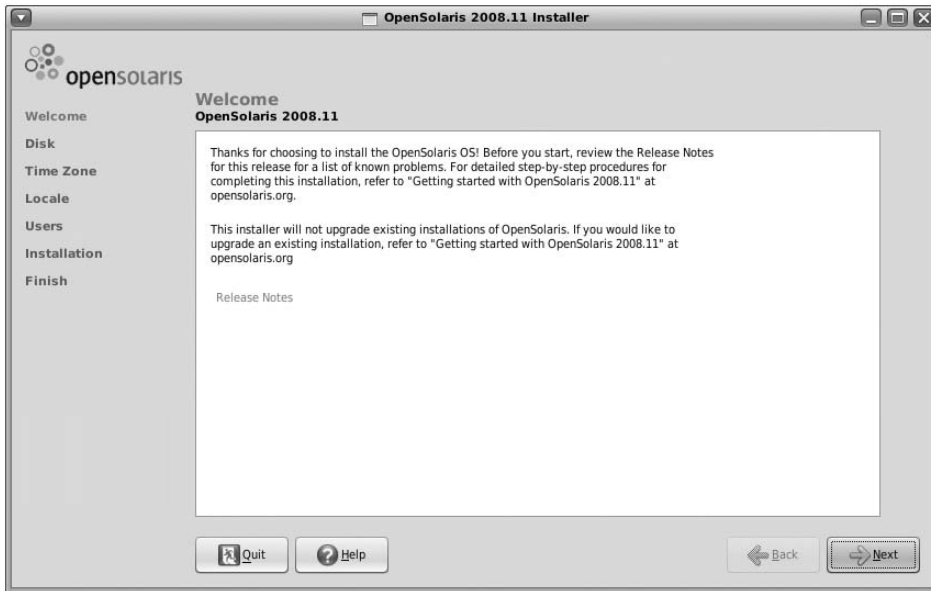 OpenSolaris 2008.11 Installer
opensolaris
Welcome
Disk
Time Zone
Locale
Users
Installation
Finish
Welcome
OpenSolaris 2008.11
Thanks for choosing to install the OpenSolaris OS! Before you start, review the Release Notes
for this release for a list of known problems. For detailed step-by-step procedures for
completing this installation, refer to "Getting started with OpenSolaris 2008.11" at
opensolaris.org.
This installer will not upgrade existing installations of OpenSolaris. If you would like to
upgrade an existing installation, refer to "Getting started with OpenSolaris 2008.11" at
opensolaris.org
Release Notes
Quit
Help
Back
Next